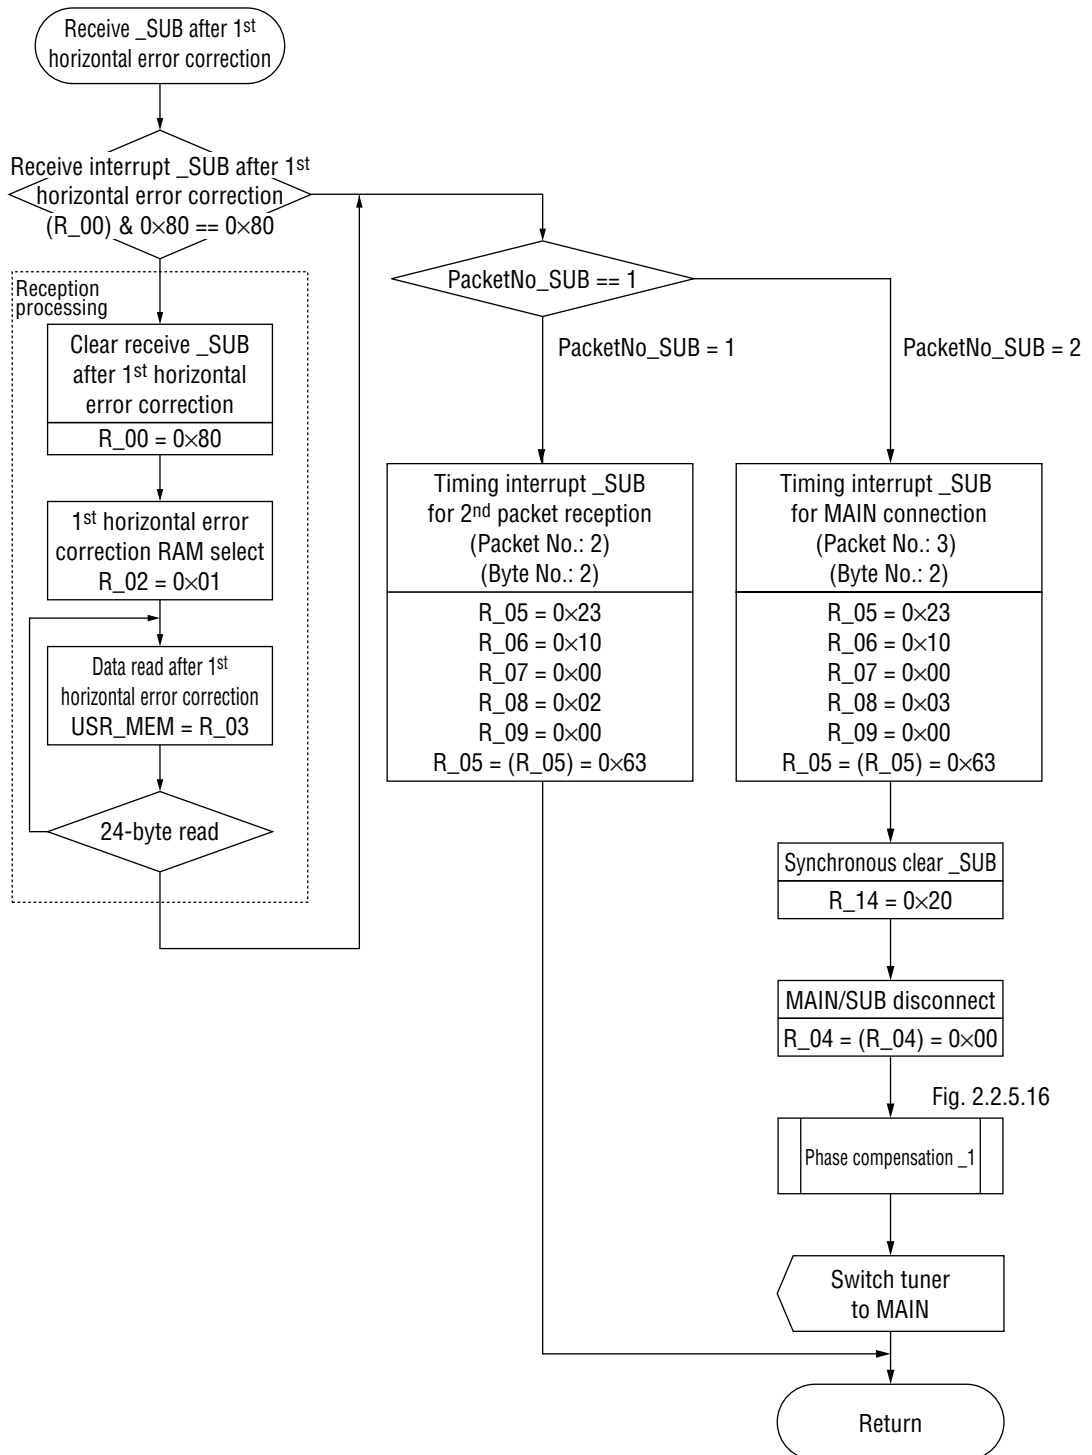 Receive _SUB after 1st
horizontal error correction
Receive interrupt _SUB after 1st
horizontal error correction
(R_00) & 0×80 == 0×80
Reception
processing
Clear receive _SUB
after 1st horizontal
error correction
R_00 = 0×80
1st horizontal error
correction RAM select
R_02 = 0×01
Data read after 1st
horizontal error correction
USR_MEM = R_03
24-byte read
PacketNo_SUB == 1
PacketNo_SUB = 1
PacketNo_SUB = 2
Timing interrupt _SUB
for 2nd packet reception
(Packet No.: 2)
(Byte No.: 2)
R_05 = 0×23
R_06 = 0×10
R_07 = 0×00
R_08 = 0×02
R_09 = 0×00
R_05 = (R_05) = 0×63
Timing interrupt _SUB
for MAIN connection
(Packet No.: 3)
(Byte No.: 2)
R_05 = 0×23
R_06 = 0×10
R_07 = 0×00
R_08 = 0×03
R_09 = 0×00
R_05 = (R_05) = 0×63
Synchronous clear _SUB
R_14 = 0×20
MAIN/SUB disconnect
R_04 = (R_04) = 0×00
Fig. 2.2.5.16
Phase compensation _1
Switch tuner
to MAIN
Return